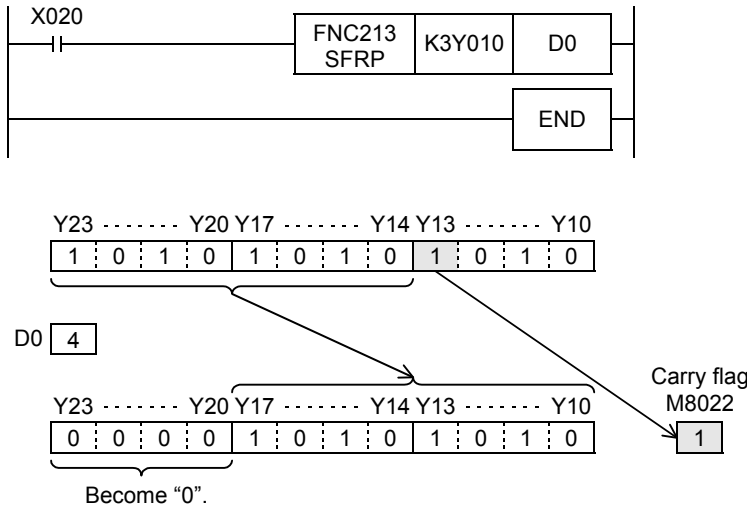 X020
FNC213 SFRP K3Y010 D0
END
Y23 ------- Y20 Y17 ------- Y14 Y13 ------- Y10
1 0 1 0 1 0 1 0 1 0 1 0
D0 4
Carry flag
Y23 ------- Y20 Y17 ------- Y14 Y13 ------- Y10 M8022
0 0 0 0 1 0 1 0 1 0 1 0 1
Become “0”.